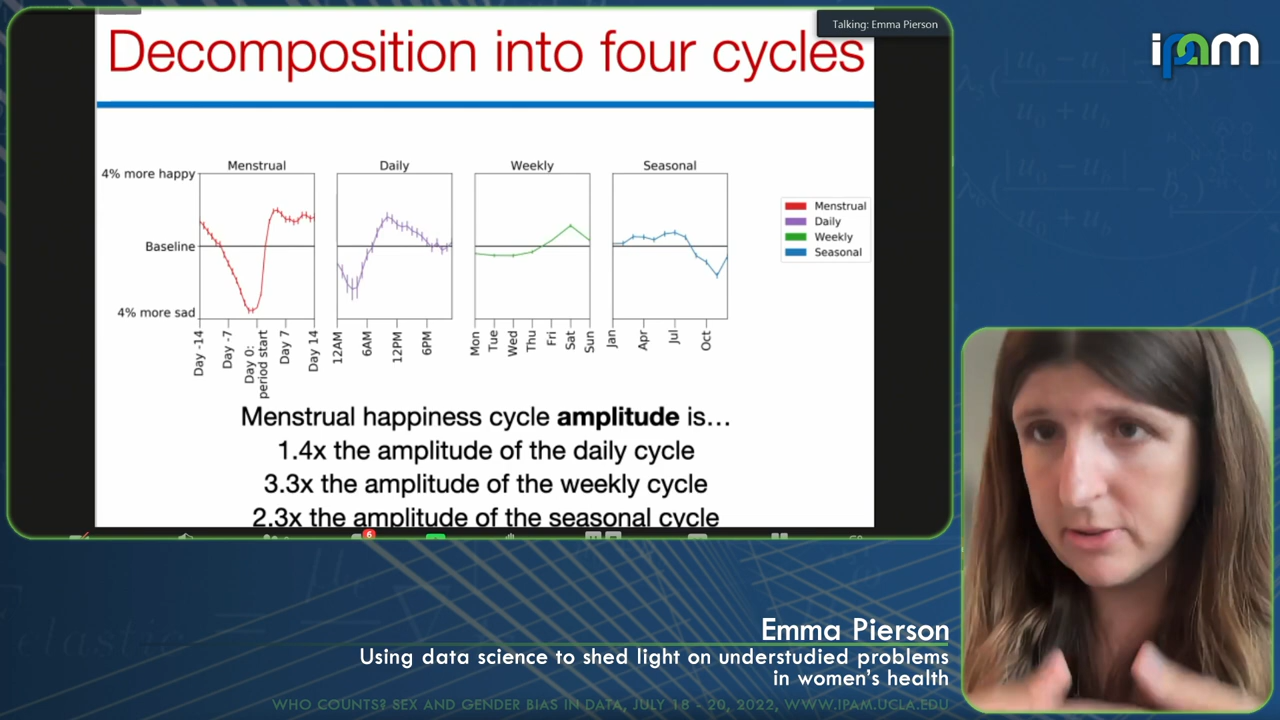 Talking: Emma Pierson
Decomposition into four cycles
ipam
Menstrual
Daily
Weekly
Seasonal
4% more happy
Baseline
4% more sad
Menstrual
Daily
Weekly
Seasonal
Day -14
Day -7
Day 0:
period start
Day 7
Day 14
12AM
6AM
12PM
6PM
Mon
Tue
Wed
Thu
Fri
Sat
Sun
Jan
Apr
Jul
Oct
Menstrual happiness cycle amplitude is…
1.4x the amplitude of the daily cycle
3.3x the amplitude of the weekly cycle
2.3x the amplitude of the seasonal cycle
6
elastic
Emma Pierson
Using data science to shed light on understudied problems
in women's health
WHO COUNTS? SEX AND GENDER BIAS IN DATA, JULY 18 - 20, 2022, WWW.IPAM.UCLA.EDU